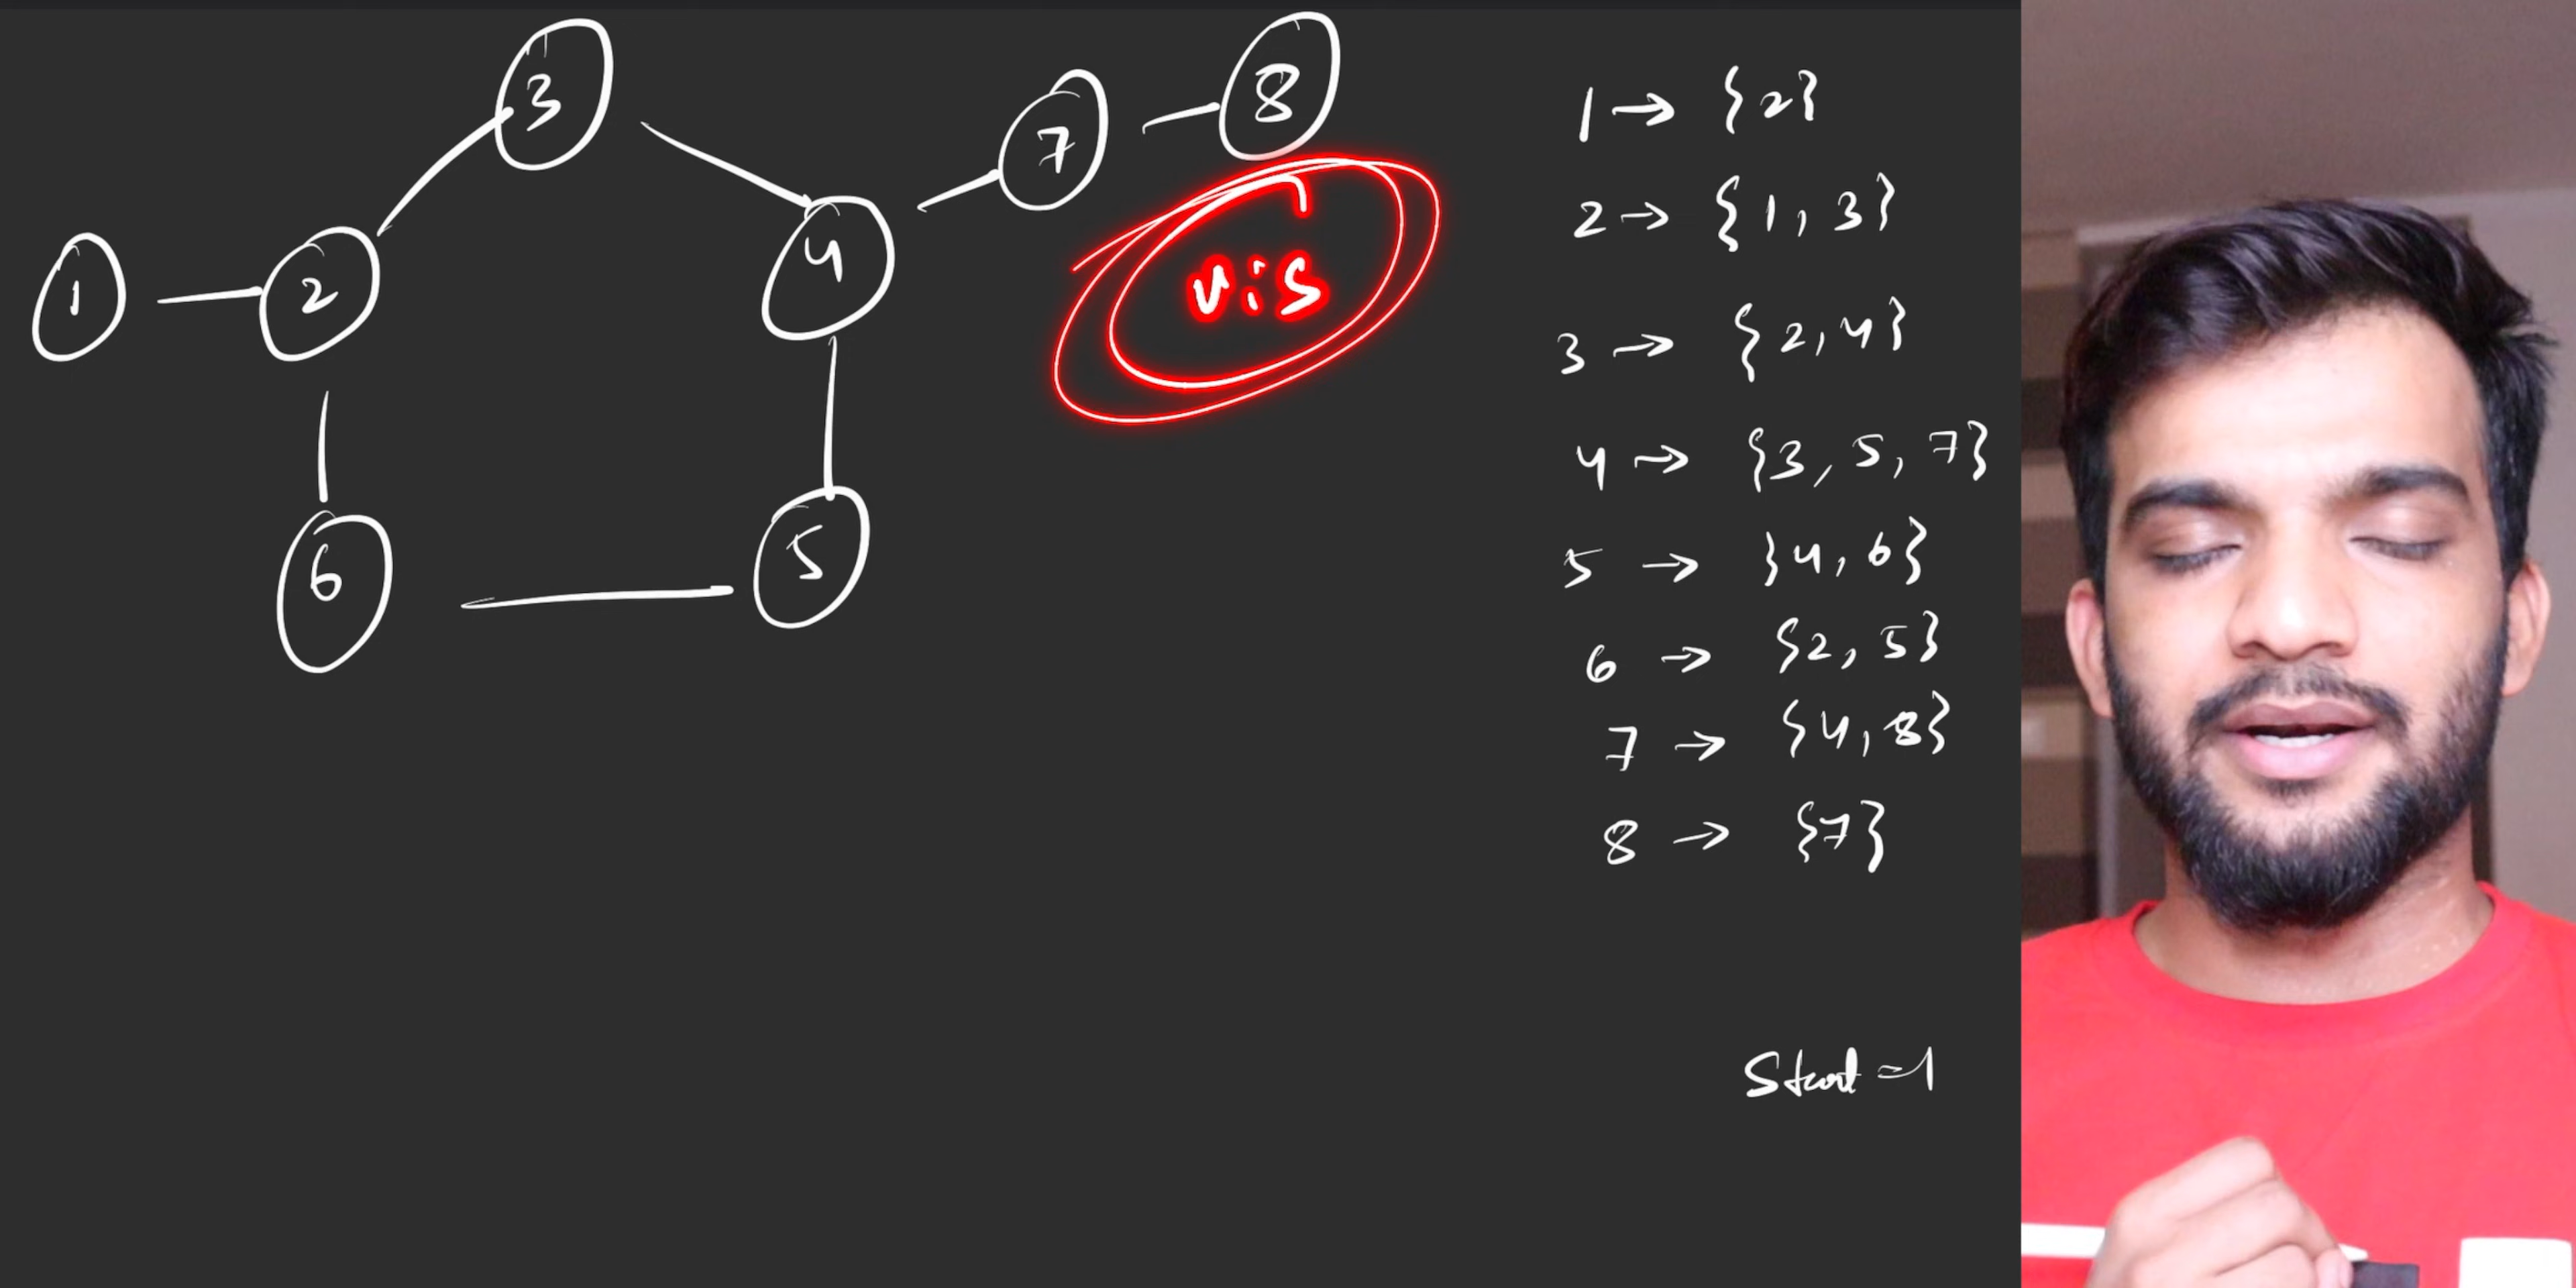 3
8
7
4
1
2
vis
6
5
1 → {2}
2 → {1, 3}
3 → {2, 4}
4 → {3, 5, 7}
5 → }4, 6}
6 → {2, 5}
7 → {4, 8}
8 → {7}
Start = 1